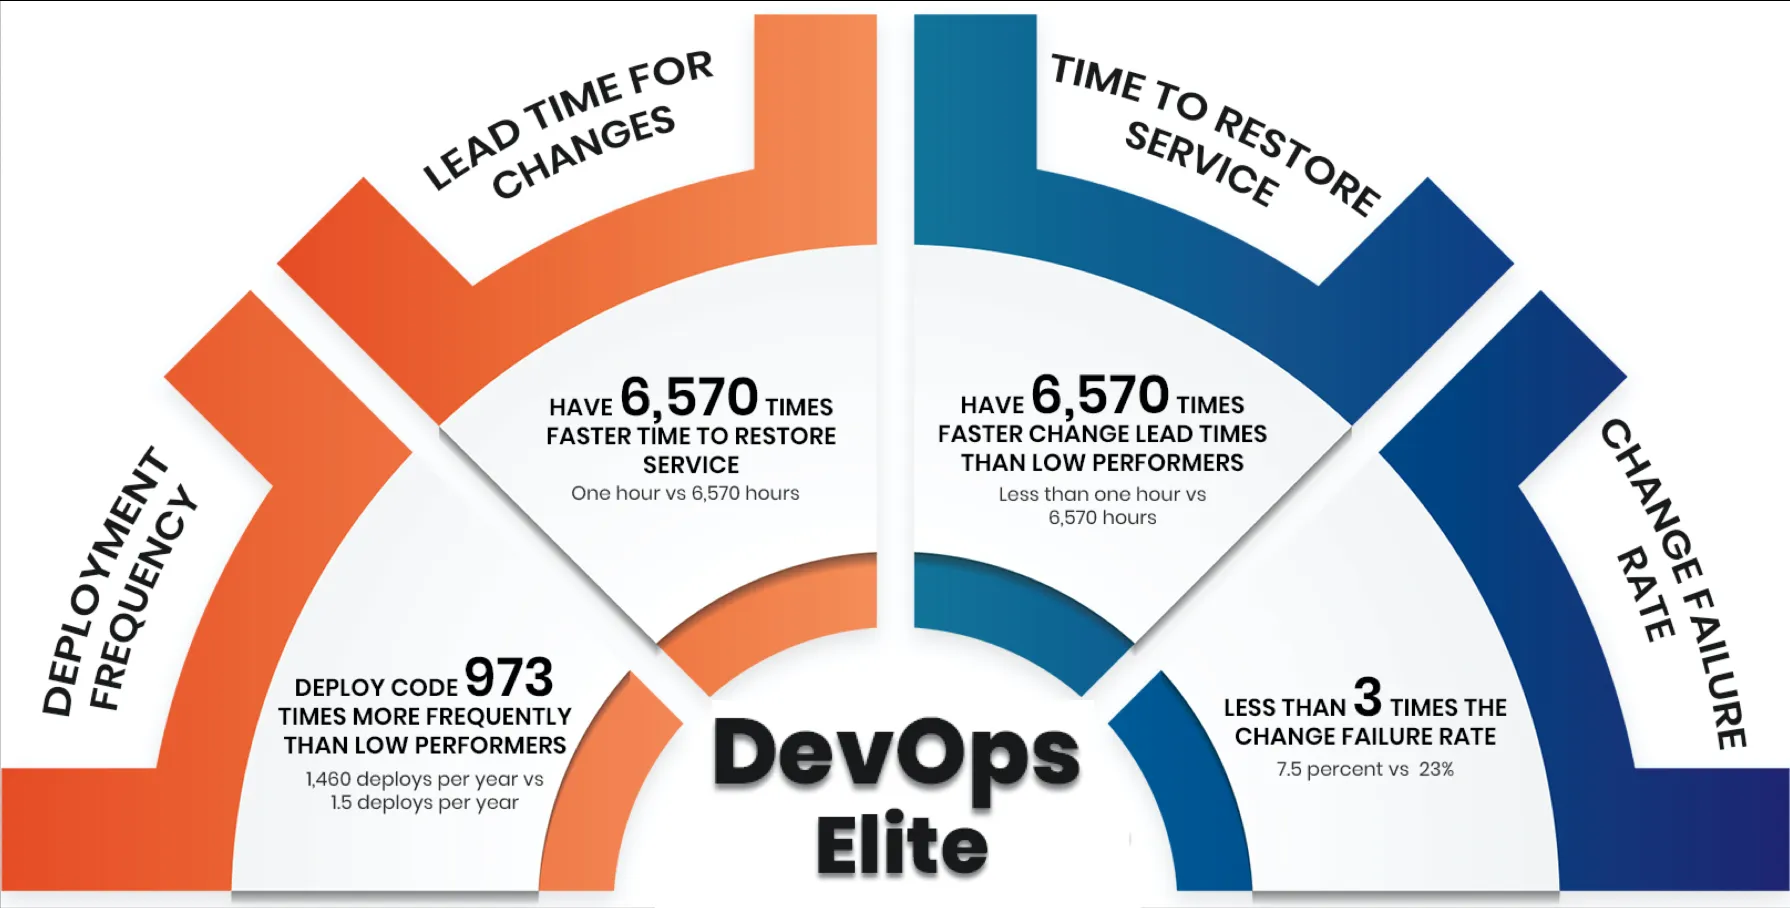 DEPLOYMENT
FREQUENCY
DEPLOY CODE 973
TIMES MORE FREQUENTLY
THAN LOW PERFORMERS
1,460 deploys per year vs
1.5 deploys per year
LEAD TIME FOR
CHANGES
HAVE 6,570 TIMES
FASTER TIME TO RESTORE
SERVICE
One hour vs 6,570 hours
TIME TO RESTORE
SERVICE
HAVE 6,570 TIMES
FASTER CHANGE LEAD TIMES
THAN LOW PERFORMERS
Less than one hour vs
6,570 hours
CHANGE FAILURE
RATE
LESS THAN 3 TIMES THE
CHANGE FAILURE RATE
7.5 percent vs 23%
DevOps
Elite